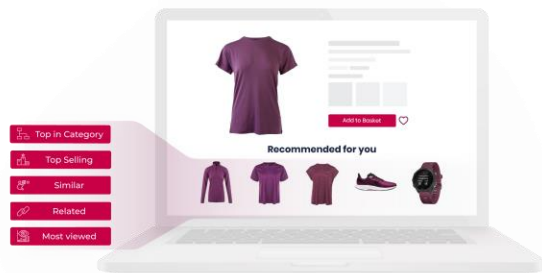 Add to Basket
Recommended for you
Top in Category
Top Selling
Similar
Related
Most viewed